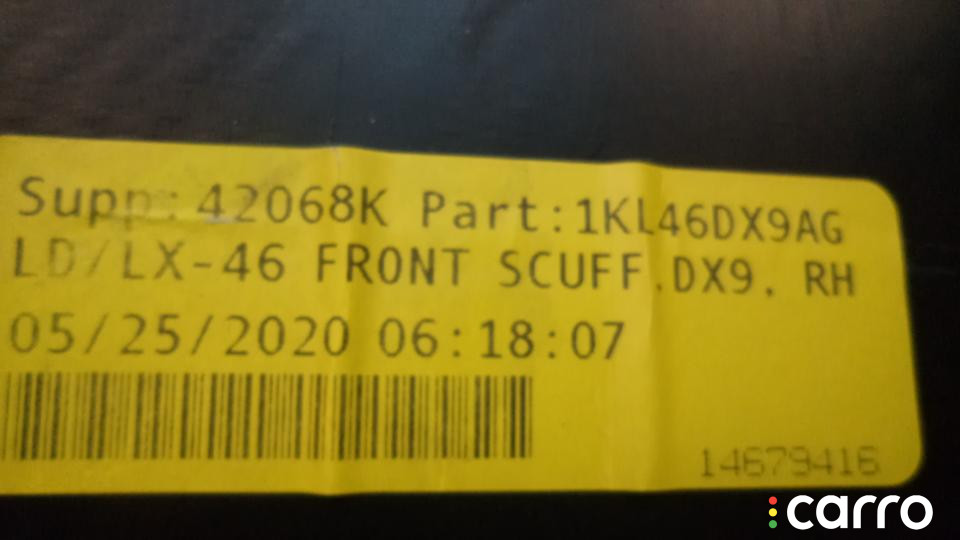 Supp: 42068K Part:1KL46DX9AG
LD/LX-46 FRONT SCUFF.DX9. RH
05/25/2020 06:18:07
14679416
carro